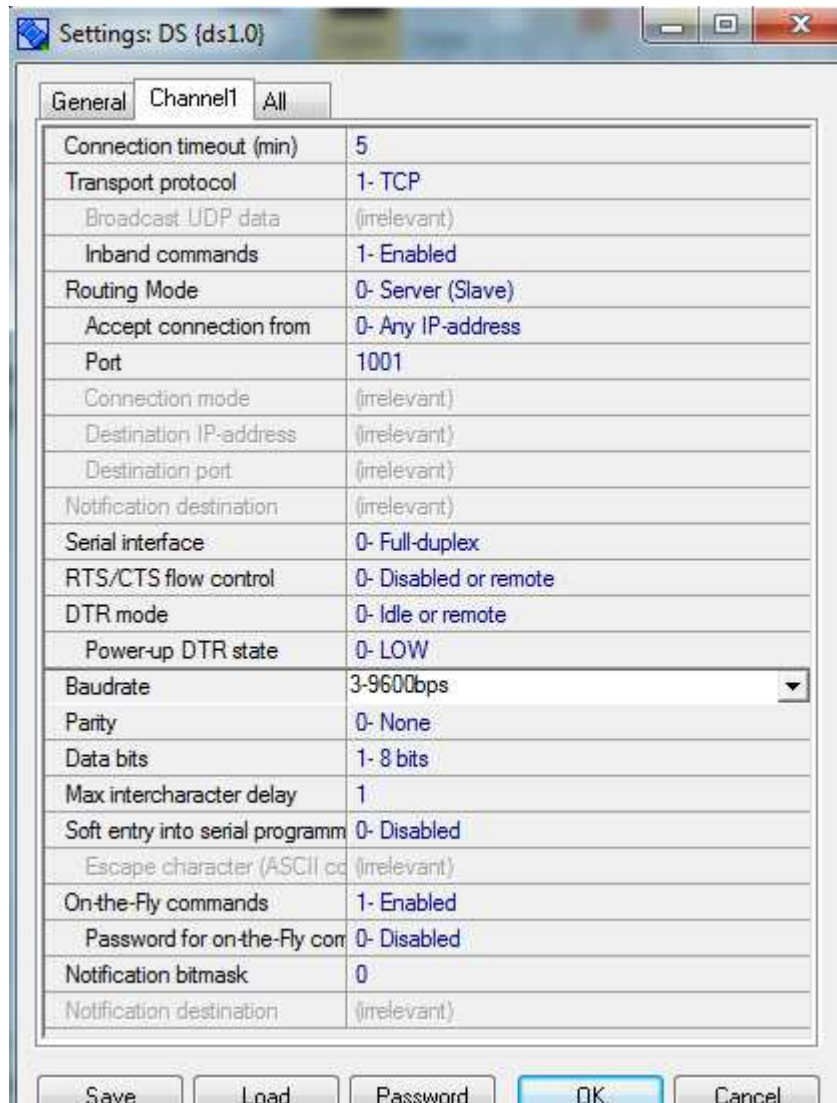 Settings: DS {ds1.0}
General Channel1 All
Connection timeout (min) 5
Transport protocol 1- TCP
Broadcast UDP data (irrelevant)
Inband commands 1- Enabled
Routing Mode 0- Server (Slave)
Accept connection from 0- Any IP-address
Port 1001
Connection mode (irrelevant)
Destination IP-address (irrelevant)
Destination port (irrelevant)
Notification destination (irrelevant)
Serial interface 0- Full-duplex
RTS/CTS flow control 0- Disabled or remote
DTR mode 0- Idle or remote
Power-up DTR state 0- LOW
Baudrate 3-9600bps
Parity 0- None
Data bits 1- 8 bits
Max intercharacter delay 1
Soft entry into serial programm 0- Disabled
Escape character (ASCII cc (irrelevant)
On-the-Fly commands 1- Enabled
Password for on-the-Fly com 0- Disabled
Notification bitmask 0
Notification destination (irrelevant)
Save Load Password OK Cancel